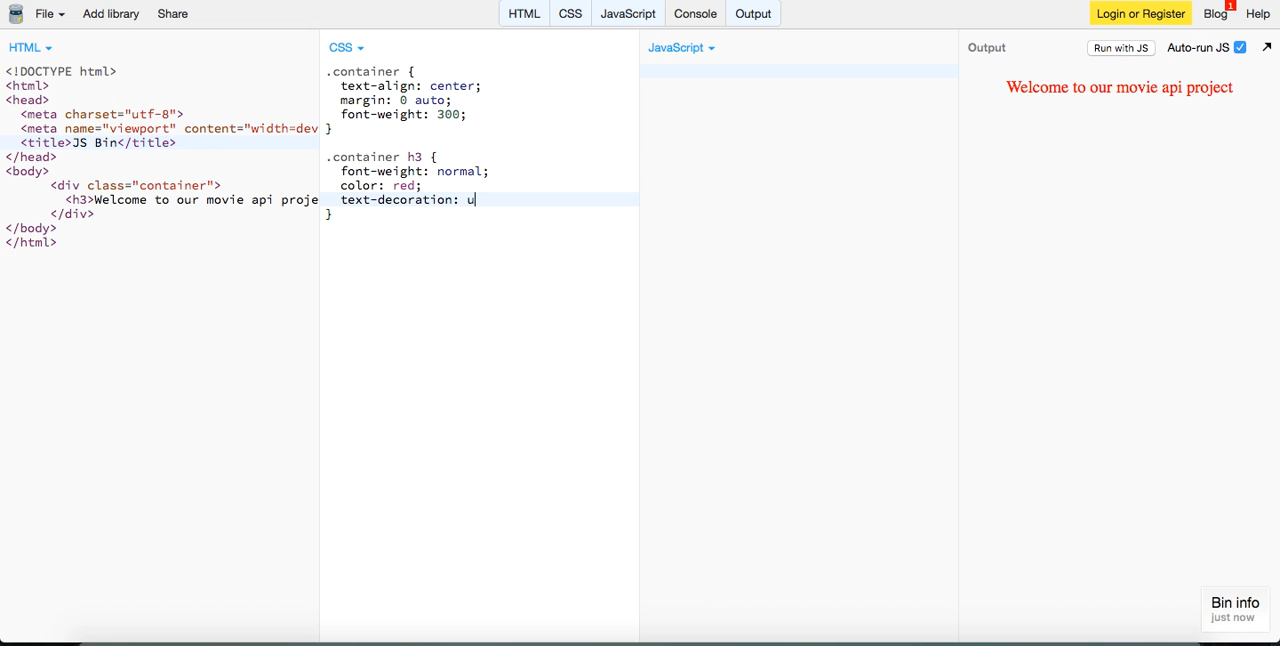 File Add library Share HTML CSS JavaScript Console Output Login or Register Blog 1 Help
HTML
<!DOCTYPE html>
<html>
<head>
  <meta charset="utf-8">
  <meta name="viewport" content="width=dev
  <title>JS Bin</title>
</head>
<body>
      <div class="container">
        <h3>Welcome to our movie api proje
      </div>
</body>
</html>
CSS
.container {
  text-align: center;
  margin: 0 auto;
  font-weight: 300;
}
.container h3 {
  font-weight: normal;
  color: red;
  text-decoration: u
}
JavaScript
Output Run with JS Auto-run JS
Welcome to our movie api project
Bin info
just now